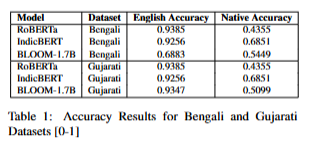 Model Dataset English Accuracy Native Accuracy
RoBERTa Bengali 0.9385 0.4355
IndicBERT Bengali 0.9256 0.6851
BLOOM-1.7B Bengali 0.6883 0.5449
RoBERTa Gujarati 0.9385 0.4355
IndicBERT Gujarati 0.9256 0.6851
BLOOM-1.7B Gujarati 0.9347 0.5099
Table 1: Accuracy Results for Bengali and Gujarati
Datasets [0-1]